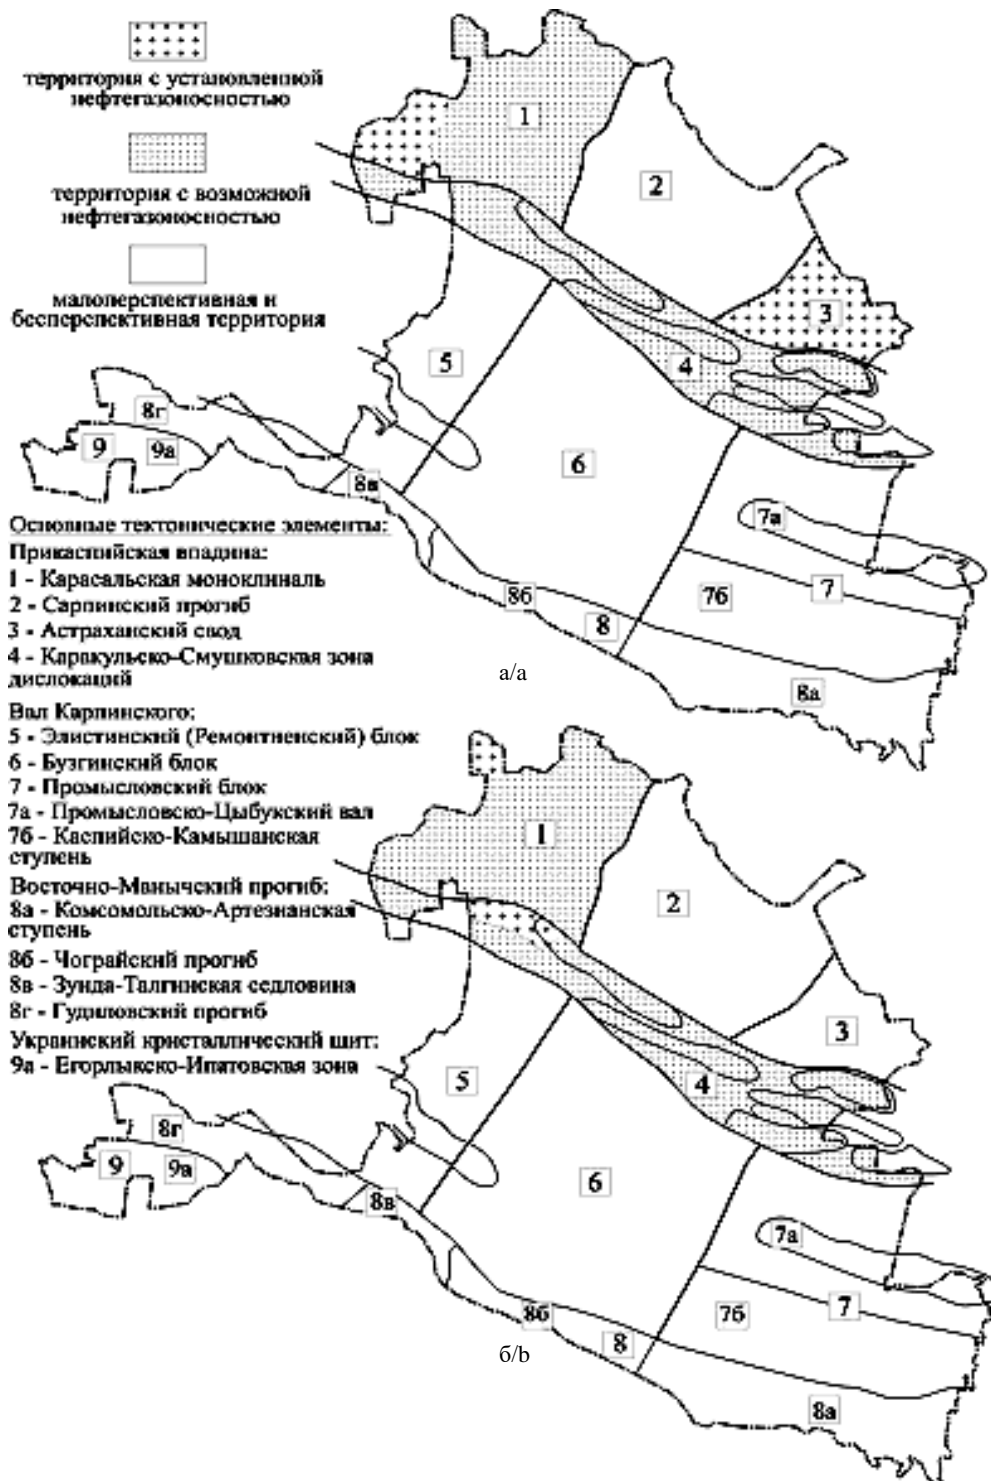 территория с установленной
нефтегазоносностью
территория с возможной
нефтегазоносностью
малоперспективная и
бесперспективная территория
1
2
3
4
5
6
7а
7
7б
8б
8
8а
8в
8г
9
9а
а/a
Основные тектонические элементы:
Прикаспийская впадина:
1 - Карасальская моноклиналь
2 - Сарпинский прогиб
3 - Астраханский свод
4 - Каракульско-Смушковская зона
дислокаций
Вал Карпинского:
5 - Элистинский (Ремонтненский) блок
6 - Бузгинский блок
7 - Промысловский блок
7а - Промысловско-Цыбукский вал
7б - Каспийско-Камышанская
ступень
Восточно-Манычский прогиб:
8а - Комсомольско-Артезианская
ступень
8б - Чограйский прогиб
8в - Зунда-Талгинская седловина
8г - Гудиловский прогиб
Украинский кристаллический щит:
9а - Егорлыкско-Ипатовская зона
1
2
3
4
5
6
7а
7
7б
8б
8
8а
8в
8г
9
9а
б/b